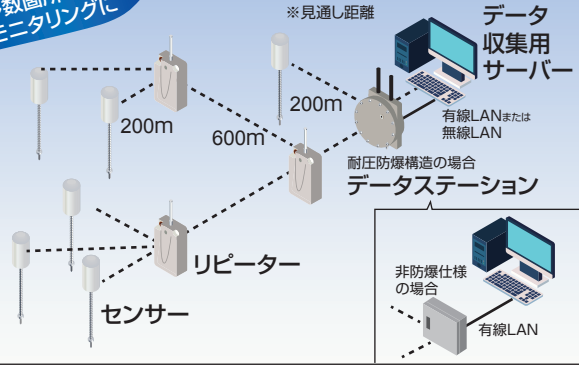 数箇所
モニタリングに
※見通し距離
データ
収集用
サーバー
200m
600m
200m
有線LANまたは
無線LAN
耐圧防爆構造の場合
データステーション
リピーター
センサー
非防爆仕様
の場合
有線LAN